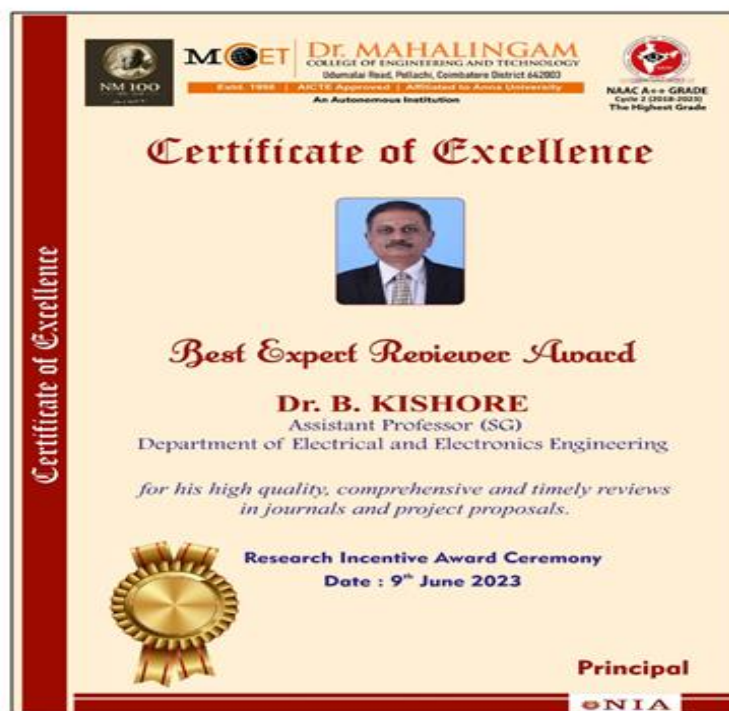 NM 100
MCET
Dr. MAHALINGAM
COLLEGE OF ENGINEERING AND TECHNOLOGY
Udumalai Road, Pollachi, Coimbatore District 642003
Estd. 1998 | AICTE Approved | Affiliated to Anna University
An Autonomous Institution
NAAC A++ GRADE
Cycle 2 (2018-2023)
The Highest Grade
Certificate of Excellence
Certificate of Excellence
Best Expert Reviewer Award
Dr. B. KISHORE
Assistant Professor (SG)
Department of Electrical and Electronics Engineering
for his high quality, comprehensive and timely reviews
in journals and project proposals.
Research Incentive Award Ceremony
Date : 9th June 2023
Principal
NIA